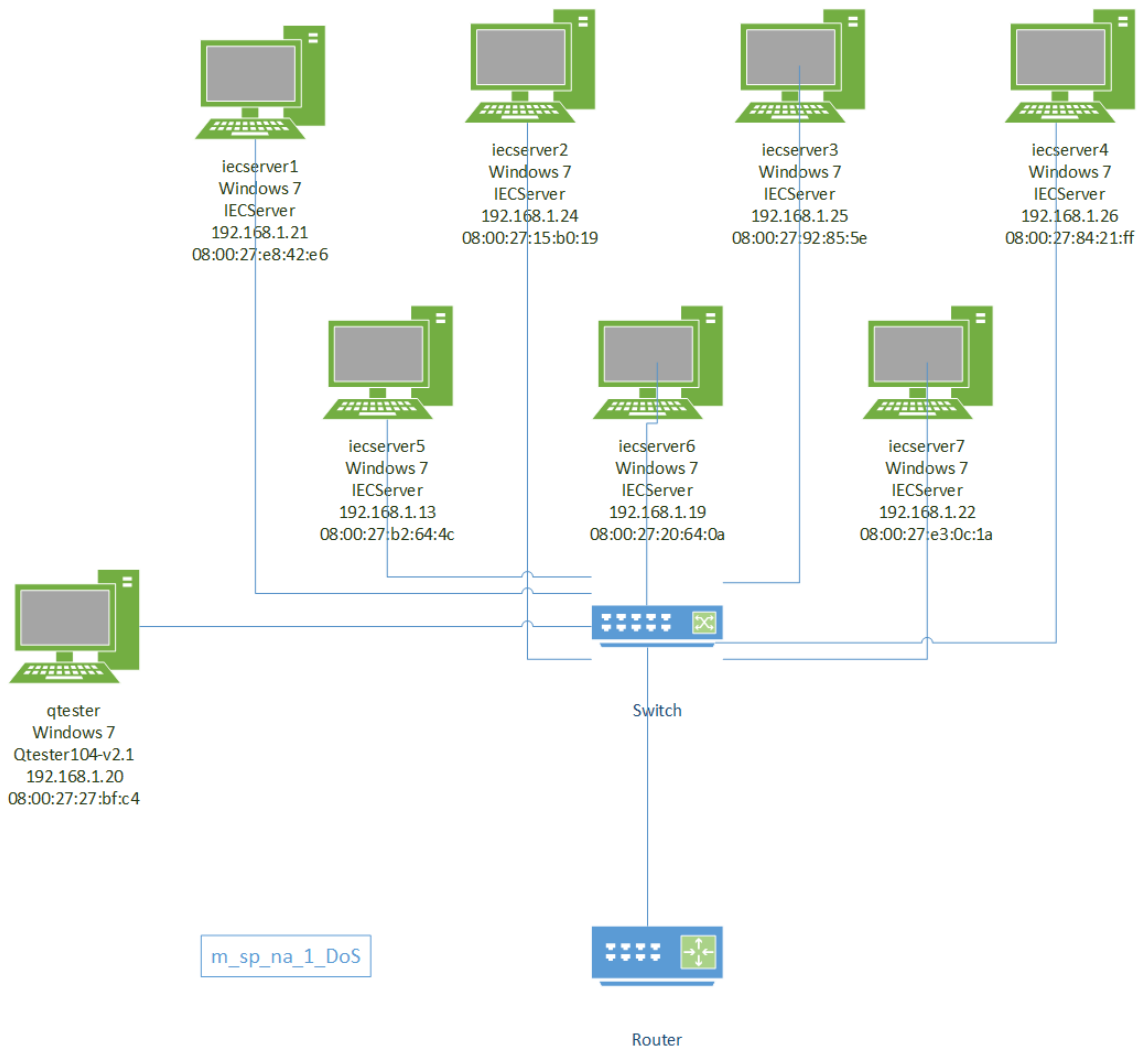 iecserver1
Windows 7
IECServer
192.168.1.21
08:00:27:e8:42:e6
iecserver2
Windows 7
IECServer
192.168.1.24
08:00:27:15:b0:19
iecserver3
Windows 7
IECServer
192.168.1.25
08:00:27:92:85:5e
iecserver4
Windows 7
IECServer
192.168.1.26
08:00:27:84:21:ff
iecserver5
Windows 7
IECServer
192.168.1.13
08:00:27:b2:64:4c
iecserver6
Windows 7
IECServer
192.168.1.19
08:00:27:20:64:0a
iecserver7
Windows 7
IECServer
192.168.1.22
08:00:27:e3:0c:1a
qtester
Windows 7
Qtester104-v2.1
192.168.1.20
08:00:27:27:bf:c4
Switch
m_sp_na_1_DoS
Router